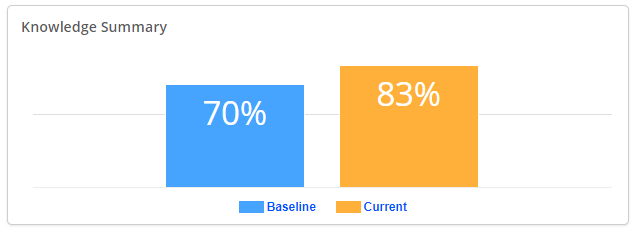 Knowledge Summary
70%
83%
Baseline Current